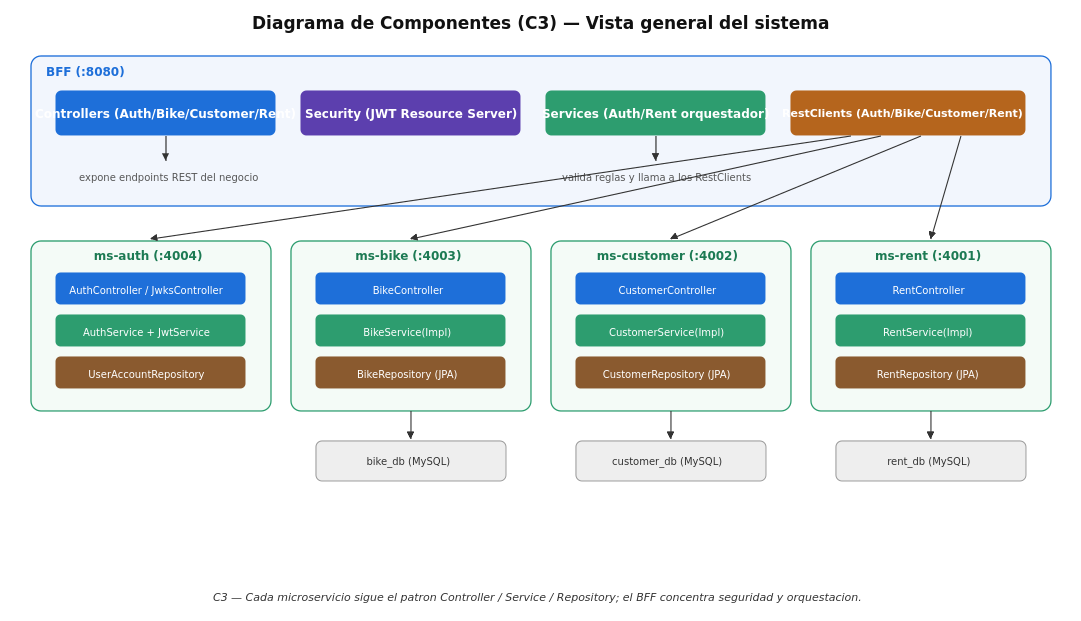 Diagrama de Componentes (C3) — Vista general del sistema
BFF (:8080)
Controllers (Auth/Bike/Customer/Rent)
Security (JWT Resource Server)
Services (Auth/Rent orquestador)
RestClients (Auth/Bike/Customer/Rent)
expone endpoints REST del negocio
valida reglas y llama a los RestClients
ms-auth (:4004)
AuthController / JwksController
AuthService + JwtService
UserAccountRepository
ms-bike (:4003)
BikeController
BikeService(Impl)
BikeRepository (JPA)
bike_db (MySQL)
ms-customer (:4002)
CustomerController
CustomerService(Impl)
CustomerRepository (JPA)
customer_db (MySQL)
ms-rent (:4001)
RentController
RentService(Impl)
RentRepository (JPA)
rent_db (MySQL)
C3 — Cada microservicio sigue el patron Controller / Service / Repository; el BFF concentra seguridad y orquestacion.